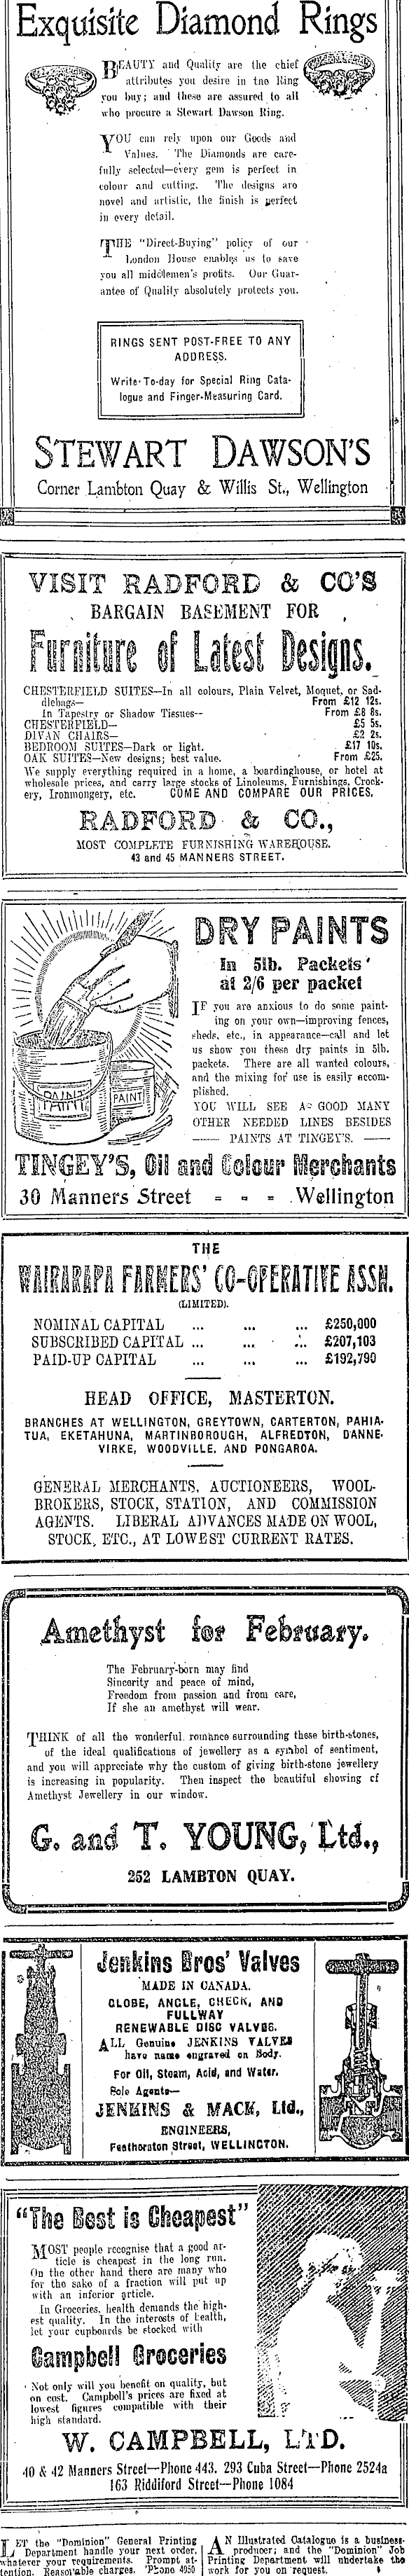 Exquisite Diamond Rings
BEAUTY and Quality are the chief
attributes you desire in tne Ring
you buy; and these are assured to all
who procure a Stewart Dawson Ring.
YOU can rely upon our Goods and
Values. The Diamonds are care-
fully selected—every gem is perfect in
colour and cutting. The designs are
novel and artistic, the finish is perfect
in every detail.
THE "Direct-Buying" policy of our
London House enables us to save
you all middlemen's profits. Our Guar-
antee of Quality absolutely protects you.
RINGS SENT POST-FREE TO ANY
ADDRESS.
Write To-day for Special Ring Cata-
logue and Finger-Measuring Card.
STEWART DAWSON'S
Corner Lambton Quay & Willis St., Wellington
VISIT RADFORD & CO'S
BARGAIN BASEMENT FOR
Furniture of Latest Designs.
CHESTERFIELD SUITES—In all colours, Plain Velvet, Moquet, or Sad-
dlebags— From £12 12s.
In Tapestry or Shadow Tissues— From £8 8s.
CHESTERFIELD— £5 5s.
DIVAN CHAIRS— £2 2s.
BEDROOM SUITES—Dark or light. £17 10s.
OAK SUITES—New designs; best value. From £25.
We supply everything required in a home, a boardinghouse, or hotel at
wholesale prices, and carry large stocks of Linoleums, Furnishings, Crock-
ery, Ironmongery, etc. COME AND COMPARE OUR PRICES.
RADFORD & CO.,
MOST COMPLETE FURNISHING WAREHOUSE.
43 and 45 MANNERS STREET.
DRY PAINTS
In 5lb. Packets
at 2/6 per packet
IF you are anxious to do some paint-
ing on your own—improving fences,
sheds, etc., in appearance—call and let
us show you these dry paints in 5lb.
packets. There are all wanted colours,
and the mixing for use is easily accom-
plished.
YOU WILL SEE A GOOD MANY
OTHER NEEDED LINES BESIDES
PAINTS AT TINGEY'S.
PAINT
PAINT
TINGEY'S, Oil and Colour Merchants
30 Manners Street - - - Wellington
THE
WAIRARAPA FARMERS' CO-OPERATIVE ASSN.
(LIMITED).
NOMINAL CAPITAL ... ... ... £250,000
SUBSCRIBED CAPITAL ... ... ... £207,103
PAID-UP CAPITAL ... ... ... £192,790
HEAD OFFICE, MASTERTON.
BRANCHES AT WELLINGTON, GREYTOWN, CARTERTON, PAHIA-
TUA, EKETAHUNA, MARTINBOROUGH, ALFREDTON, DANNE-
VIRKE, WOODVILLE, AND PONGAROA.
GENERAL MERCHANTS, AUCTIONEERS, WOOL-
BROKERS, STOCK, STATION, AND COMMISSION
AGENTS. LIBERAL ADVANCES MADE ON WOOL,
STOCK, ETC., AT LOWEST CURRENT RATES.
Amethyst for February.
The February-born may find
Sincerity and peace of mind,
Freedom from passion and from care,
If she an amethyst will wear.
THINK of all the wonderful romance surrounding these birth-stones,
of the ideal qualifications of jewellery as a symbol of sentiment,
and you will appreciate why the custom of giving birth-stone jewellery
is increasing in popularity. Then inspect the beautiful showing of
Amethyst Jewellery in our window.
G. and T. YOUNG, Ltd.,
252 LAMBTON QUAY.
Jenkins Bros' Valves
MADE IN CANADA.
GLOBE, ANGLE, CHECK, AND
FULLWAY
RENEWABLE DISC VALVES.
ALL Genuine JENKINS VALVES
have name engraved on Body.
For Oil, Steam, Acid, and Water.
Sole Agents—
JENKINS & MACK, Ltd.,
ENGINEERS,
Featherston Street, WELLINGTON.
"The Best is Cheapest"
MOST people recognise that a good ar-
ticle is cheapest in the long run.
On the other hand there are many who
for the sake of a fraction will put up
with an inferior article.
In Groceries, health demands the high-
est quality. In the interests of health,
let your cupboards be stocked with
Campbell Groceries
Not only will you benefit on quality, but
on cost. Campbell's prices are fixed at
lowest figures compatible with their
high standard.
W. CAMPBELL, LTD.
40 & 42 Manners Street—Phone 443. 293 Cuba Street—Phone 2524a
163 Riddiford Street—Phone 1084
LET the "Dominion" General Printing
Department handle your next order,
whatever your requirements. Prompt at-
tention. Reasonable charges. 'Phone 4950
AN Illustrated Catalogue is a business-
producer; and the "Dominion" Job
Printing Department will undertake the
work for you on request.